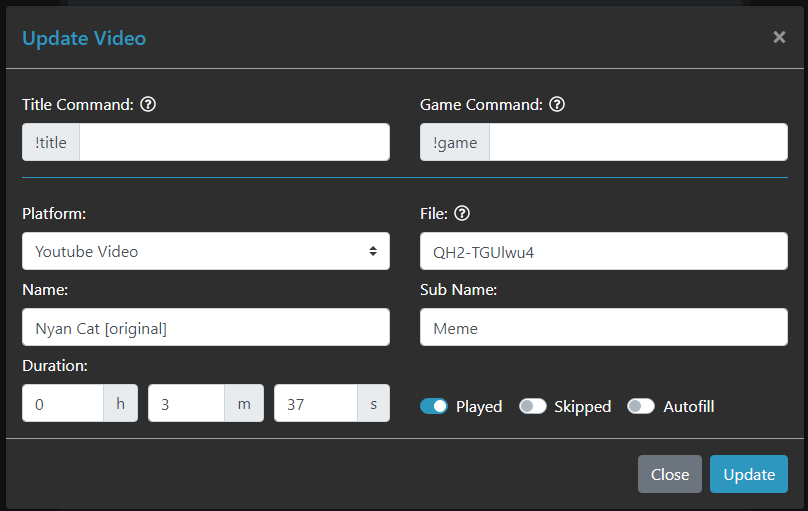 Update Video ×
Title Command: ? Game Command: ?
!title !game
Platform: File: ?
Youtube Video QH2-TGUlwu4
Name: Sub Name:
Nyan Cat [original] Meme
Duration:
0 h 3 m 37 s Played Skipped Autofill
Close Update